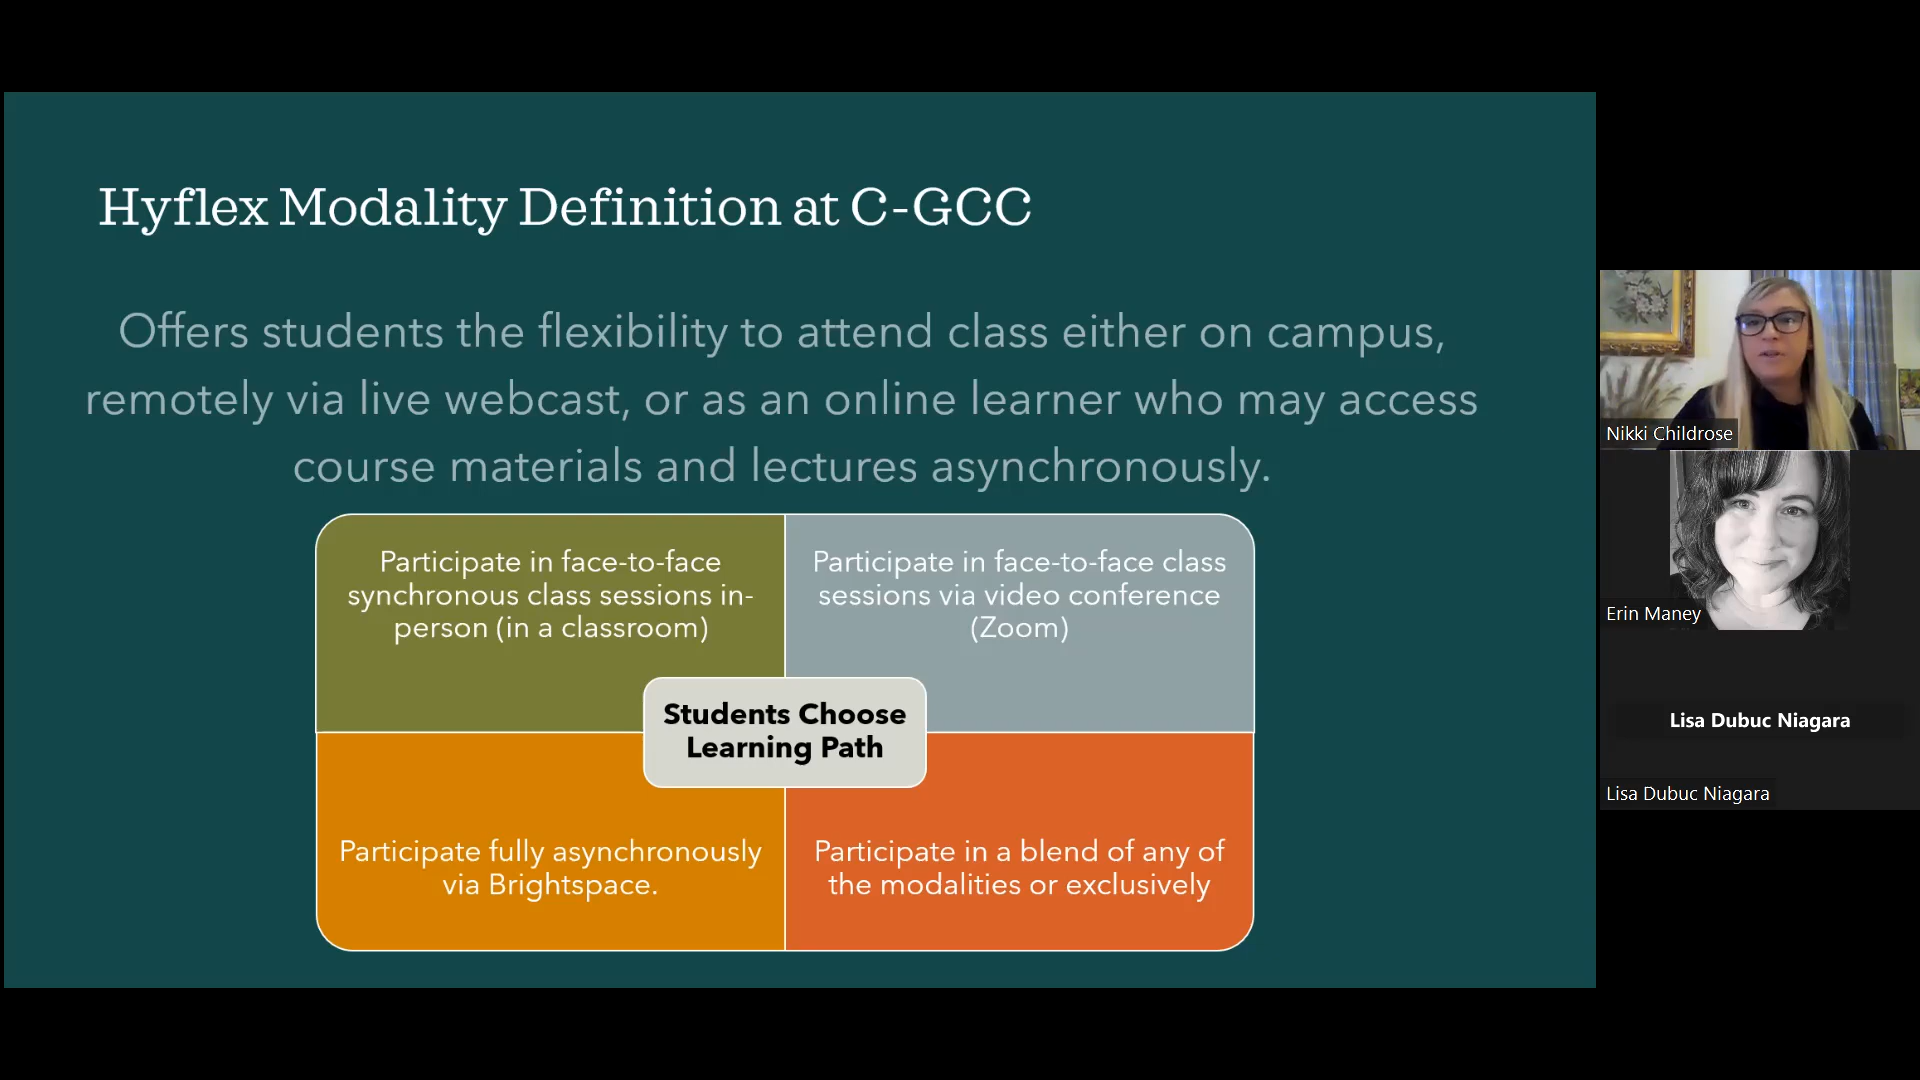 Hyflex Modality Definition at C-GCC
Offers students the flexibility to attend class either on campus,
remotely via live webcast, or as an online learner who may access
course materials and lectures asynchronously.
Participate in face-to-face
synchronous class sessions in-
person (in a classroom)
Participate in face-to-face class
sessions via video conference
(Zoom)
Students Choose
Learning Path
Participate fully asynchronously
via Brightspace.
Participate in a blend of any of
the modalities or exclusively
Nikki Childrose
Erin Maney
Lisa Dubuc Niagara
Lisa Dubuc Niagara